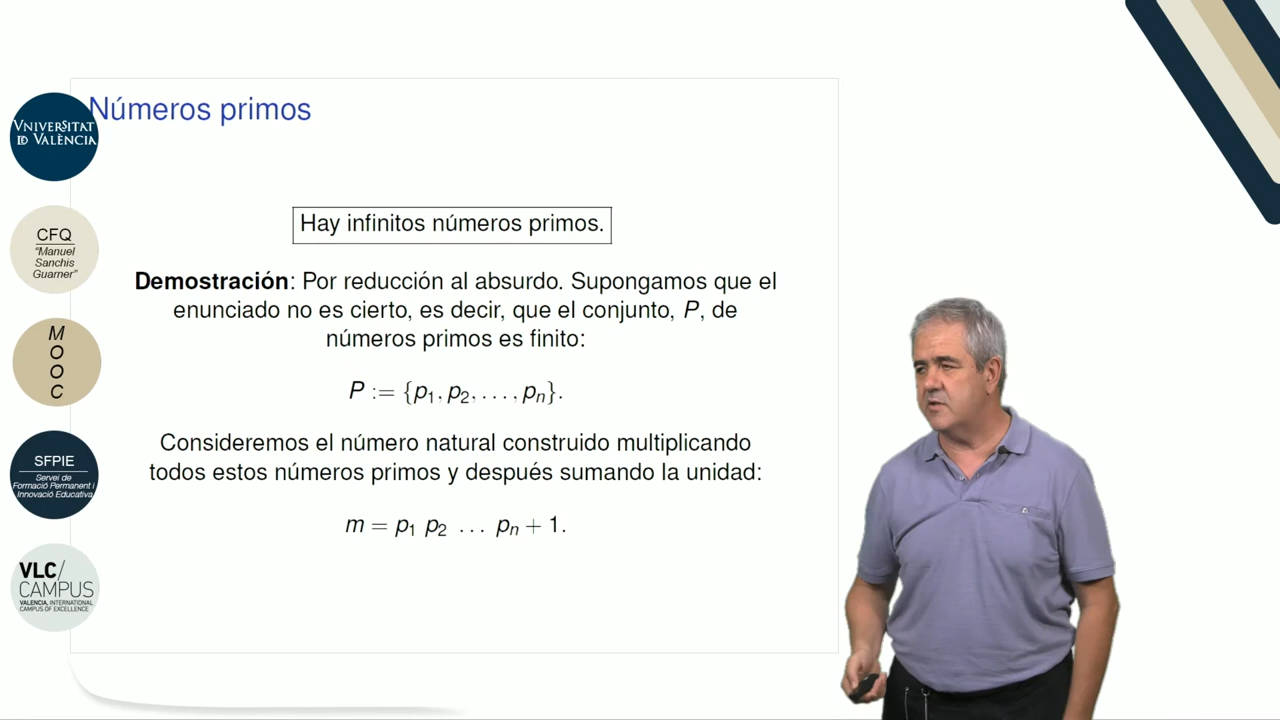 Números primos
VNIVERSITAT
ID VALÈNCIA
CFQ
“Manuel
Sanchis
Guarner”
M
O
O
C
SFPIE
Servei de
Formació Permanent i
Innovació Educativa
VLC/
CAMPUS
VALENCIA, INTERNATIONAL
CAMPUS OF EXCELLENCE
Hay infinitos números primos.
Demostración: Por reducción al absurdo. Supongamos que el
enunciado no es cierto, es decir, que el conjunto, P, de
números primos es finito:
P := {p₁, p₂, . . . , pₙ}.
Consideremos el número natural construido multiplicando
todos estos números primos y después sumando la unidad:
m = p₁ p₂ . . . pₙ + 1.